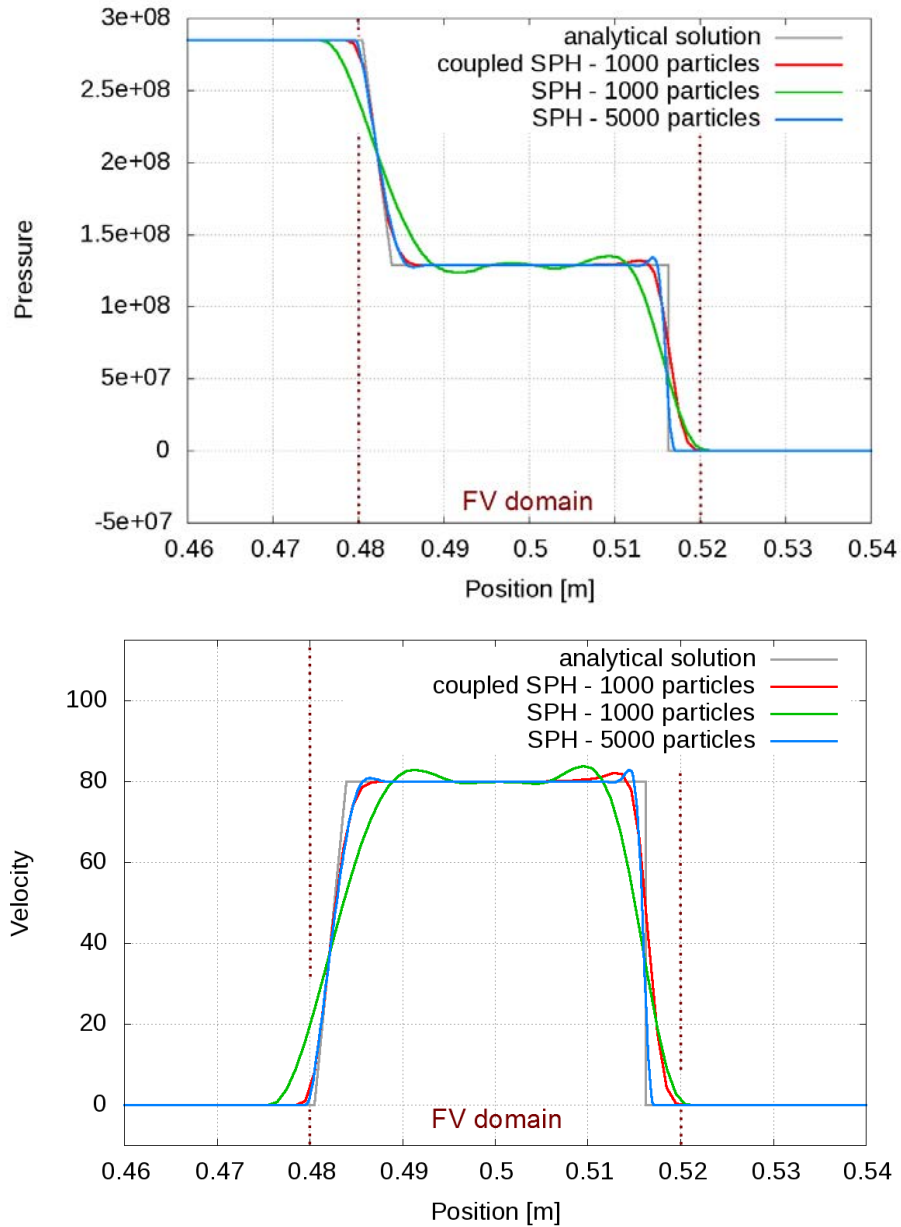 3e+08
2.5e+08
2e+08
1.5e+08
1e+08
5e+07
0
-5e+07
Pressure
analytical solution
coupled SPH - 1000 particles
SPH - 1000 particles
SPH - 5000 particles
FV domain
0.46 0.47 0.48 0.49 0.5 0.51 0.52 0.53 0.54
Position [m]
100
80
60
40
20
0
Velocity
analytical solution
coupled SPH - 1000 particles
SPH - 1000 particles
SPH - 5000 particles
FV domain
0.46 0.47 0.48 0.49 0.5 0.51 0.52 0.53 0.54
Position [m]